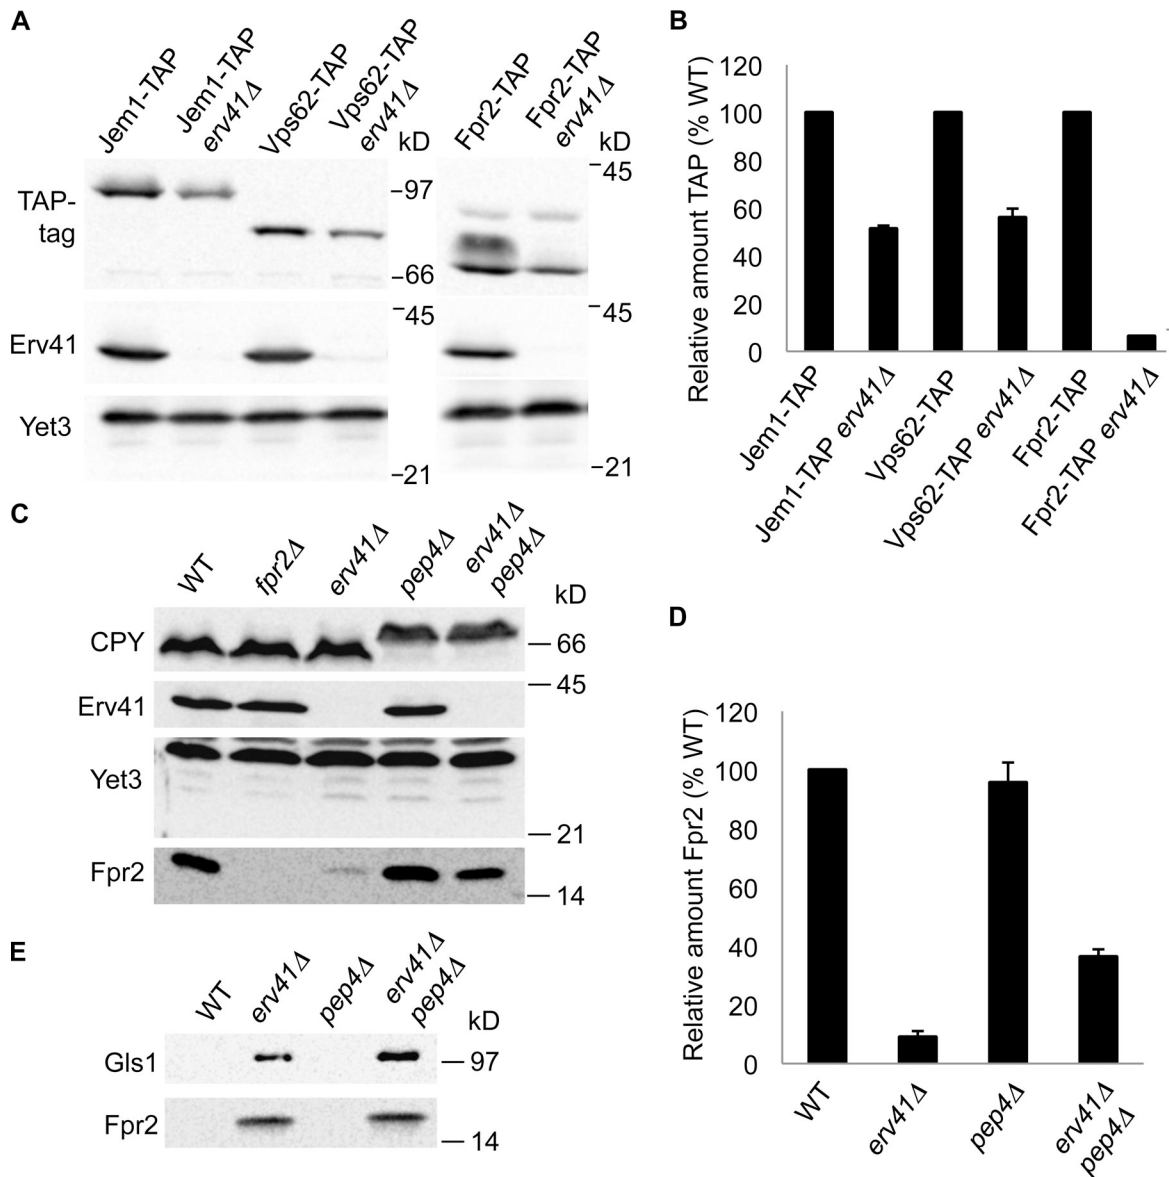 A
Jem1-TAP
Jem1-TAP
erv41Δ
Vps62-TAP
Vps62-TAP
erv41Δ
kD
Fpr2-TAP
Fpr2-TAP
erv41Δ
kD
TAP-
tag
–97
–66
–45
Erv41
–45
–45
Yet3
–21
–21
B
Relative amount TAP (% WT)
120
100
80
60
40
20
0
Jem1-TAP
Jem1-TAP erv41Δ
Vps62-TAP
Vps62-TAP erv41Δ
Fpr2-TAP
Fpr2-TAP erv41Δ
C
WT
fpr2Δ
erv41Δ
pep4Δ
erv41Δ
pep4Δ
kD
CPY
— 66
Erv41
— 45
Yet3
— 21
Fpr2
— 14
D
Relative amount Fpr2 (% WT)
120
100
80
60
40
20
0
WT
erv41Δ
pep4Δ
erv41Δ
pep4Δ
E
WT
erv41Δ
pep4Δ
erv41Δ
pep4Δ
kD
Gls1
— 97
Fpr2
— 14